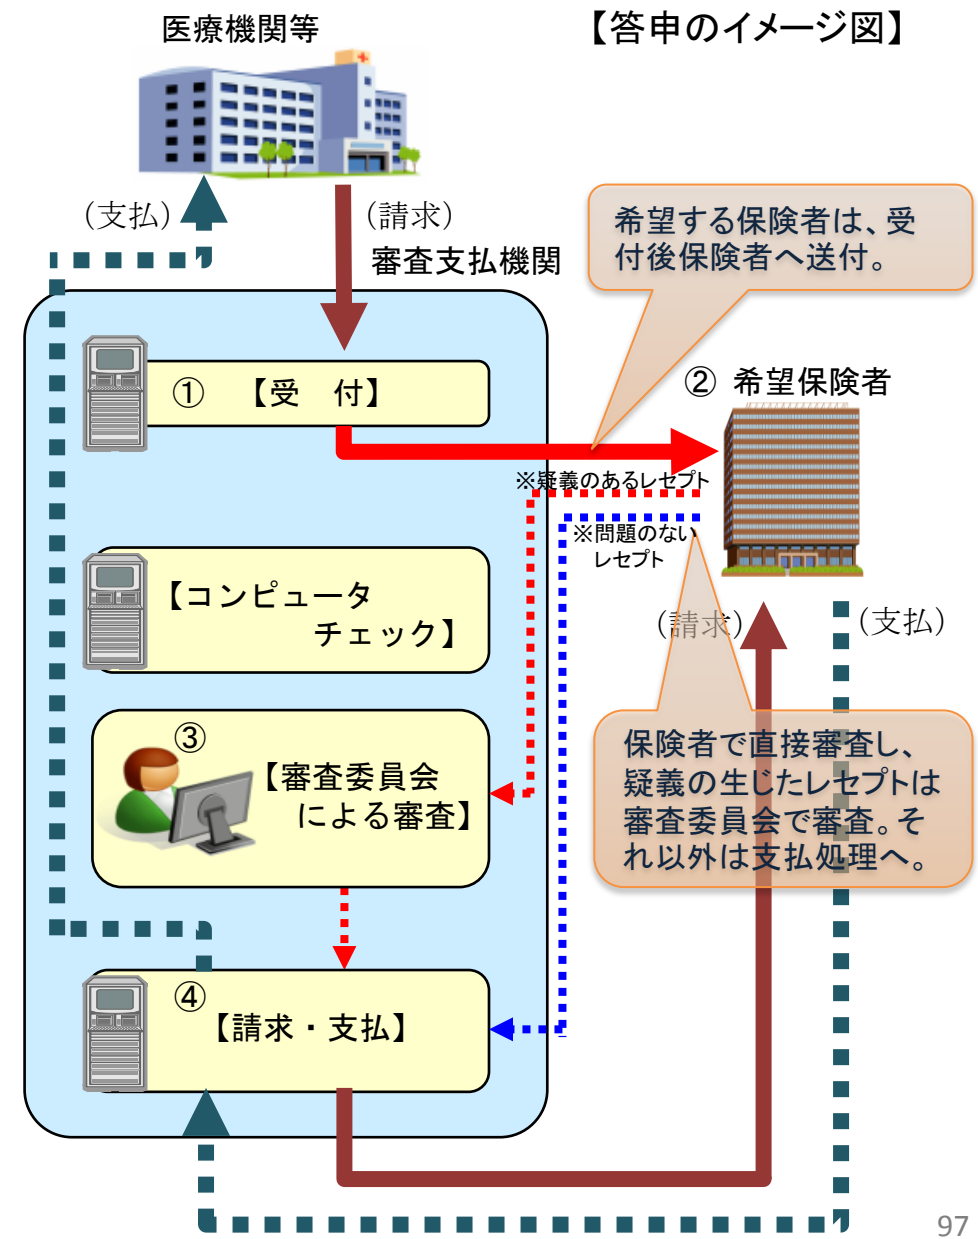 医療機関等
【答申のイメージ図】
（支払）
（請求）
審査支払機関
希望する保険者は、受
付後保険者へ送付。
① 【受　付】
② 希望保険者
※疑義のあるレセプト
※問題のない
レセプト
【コンピュータ
チェック】
（請求）
（支払）
③
【審査委員会
による審査】
保険者で直接審査し、
疑義の生じたレセプトは
審査委員会で審査。そ
れ以外は支払処理へ。
④
【請求・支払】
97